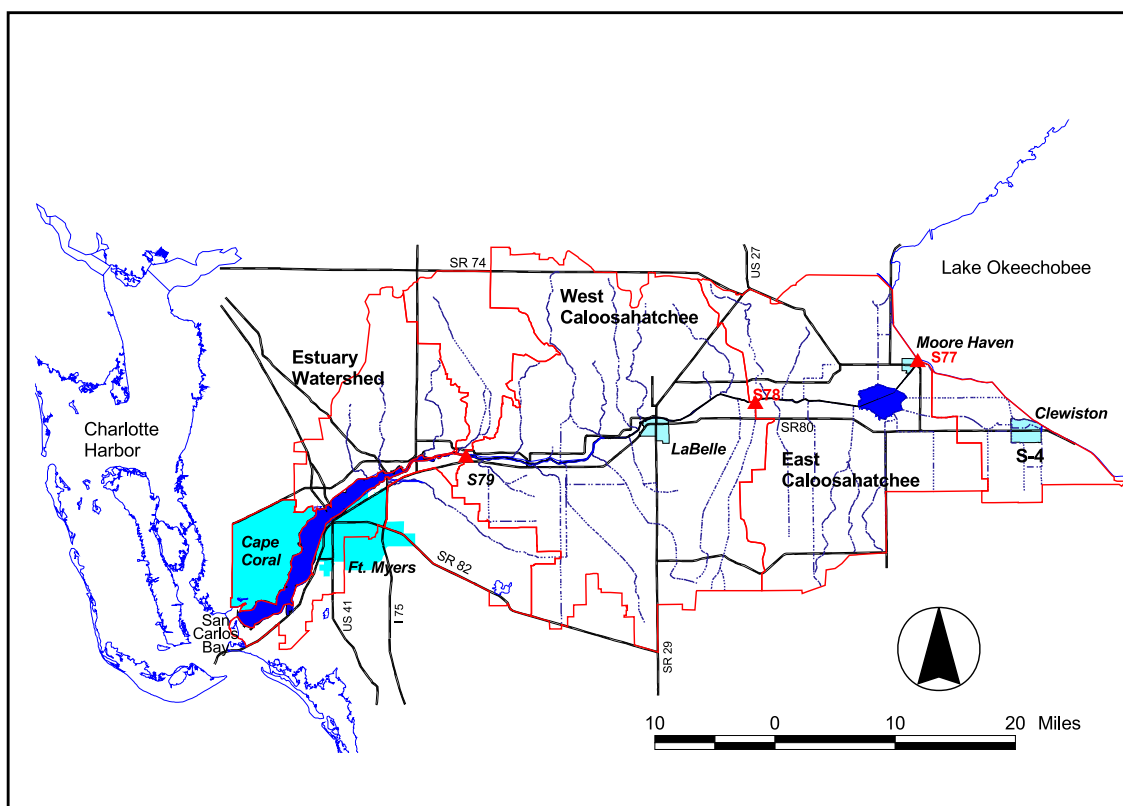 US 27
SR 74
Lake Okeechobee
West
Caloosahatchee
Moore Haven
S77
Estuary
Watershed
S78
Clewiston
SR80
Charlotte
Harbor
LaBelle
S-4
S79
East
Caloosahatchee
Cape
Coral
Ft. Myers
SR 82
San
Carlos
Bay
US 41
I 75
SR 29
10 0 10 20 Miles